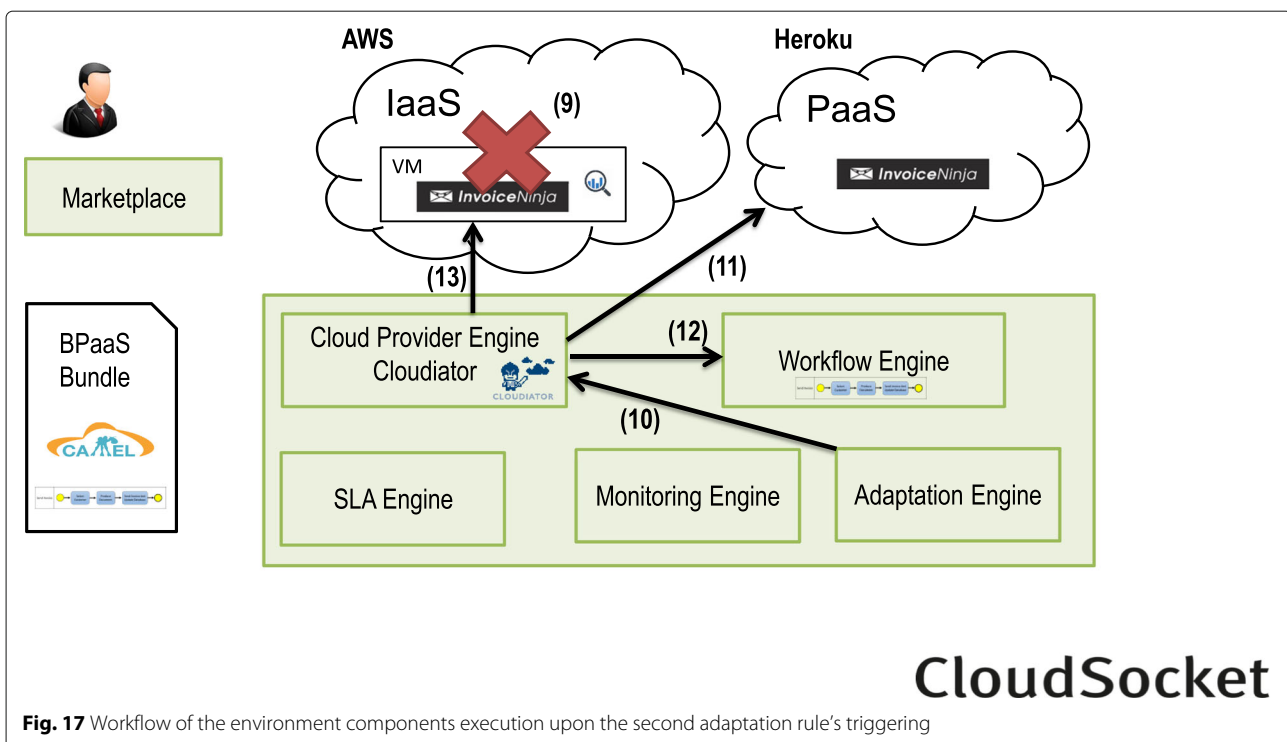 AWS
Heroku
IaaS
(9)
PaaS
VM
InvoiceNinja
InvoiceNinja
Marketplace
(13)
(11)
BPaaS
Bundle
CAMEL
Cloud Provider Engine
Cloudiator
CLOUDIATOR
(12)
Workflow Engine
(10)
SLA Engine
Monitoring Engine
Adaptation Engine
CloudSocket
Fig. 17 Workflow of the environment components execution upon the second adaptation rule’s triggering